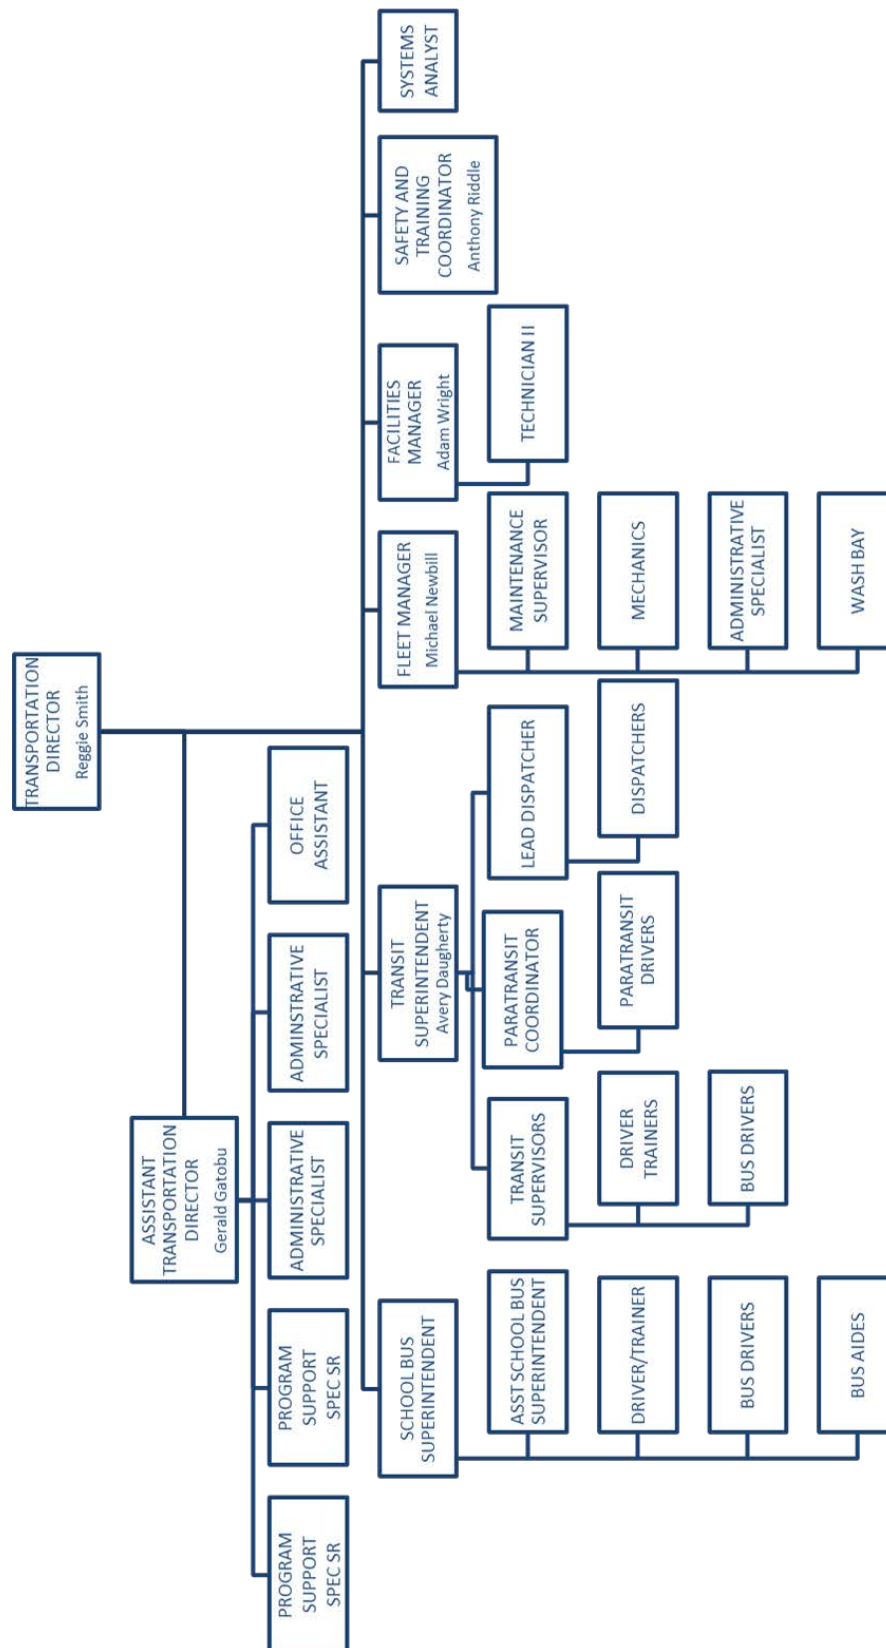 TRANSPORTATION
DIRECTOR
Reggie Smith
ASSISTANT
TRANSPORTATION
DIRECTOR
Gerald Gatobu
PROGRAM
SUPPORT
SPEC SR
PROGRAM
SUPPORT
SPEC SR
ADMINISTRATIVE
SPECIALIST
ADMINSTRATIVE
SPECIALIST
OFFICE
ASSISTANT
SCHOOL BUS
SUPERINTENDENT
ASST SCHOOL BUS
SUPERINTENDENT
DRIVER/TRAINER
BUS DRIVERS
BUS AIDES
TRANSIT
SUPERINTENDENT
Avery Daugherty
TRANSIT
SUPERVISORS
DRIVER
TRAINERS
BUS DRIVERS
PARATRANSIT
COORDINATOR
PARATRANSIT
DRIVERS
LEAD DISPATCHER
DISPATCHERS
FLEET MANAGER
Michael Newbill
MAINTENANCE
SUPERVISOR
MECHANICS
ADMINISTRATIVE
SPECIALIST
WASH BAY
FACILITIES
MANAGER
Adam Wright
TECHNICIAN II
SAFETY AND
TRAINING
COORDINATOR
Anthony Riddle
SYSTEMS
ANALYST